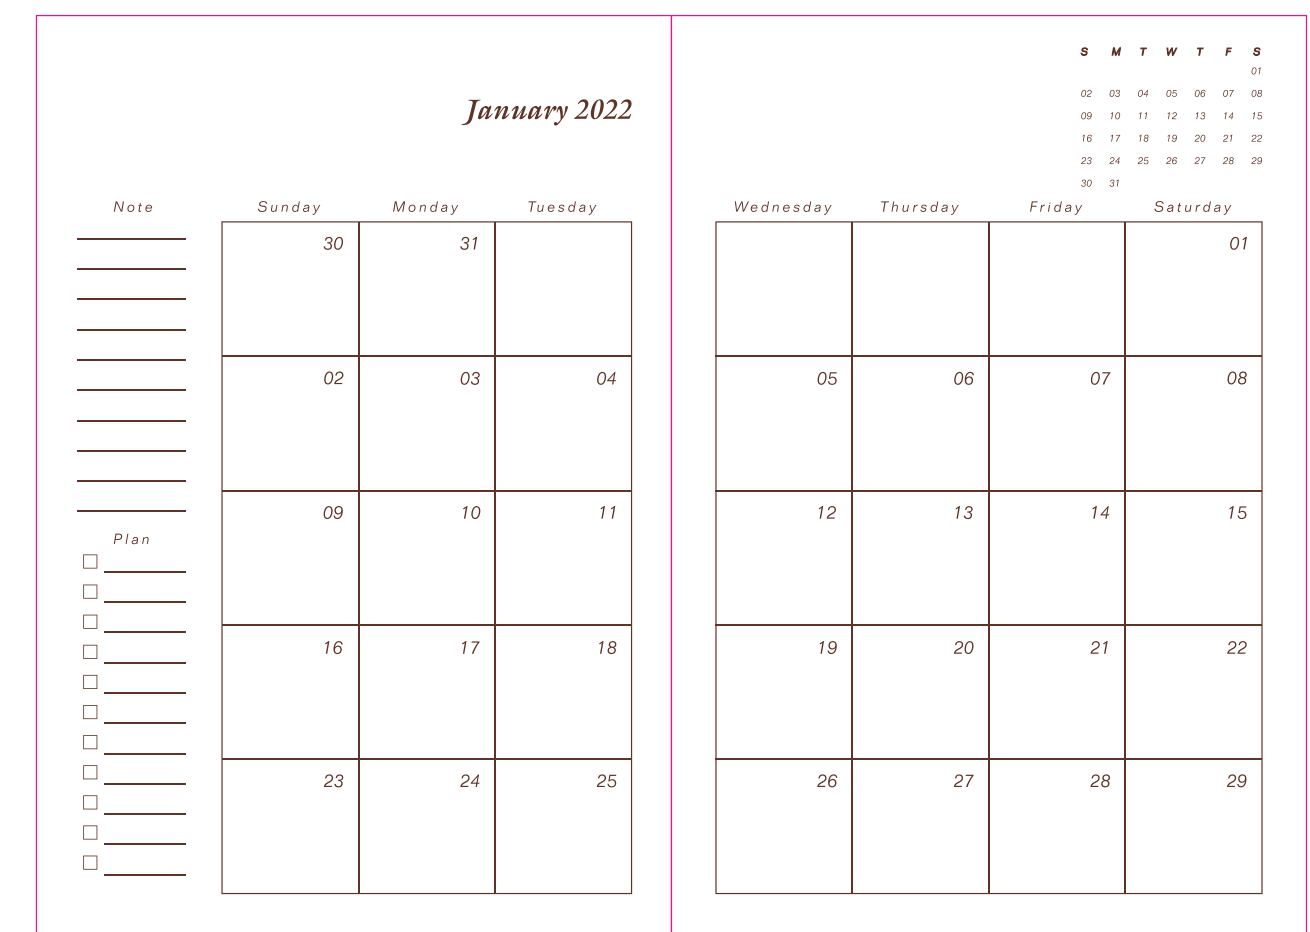 January 2022
S M T W T F S
01
02 03 04 05 06 07 08
09 10 11 12 13 14 15
16 17 18 19 20 21 22
23 24 25 26 27 28 29
30 31
Note
Plan
Sunday Monday Tuesday Wednesday Thursday Friday Saturday
30 31 01
02 03 04 05 06 07 08
09 10 11 12 13 14 15
16 17 18 19 20 21 22
23 24 25 26 27 28 29